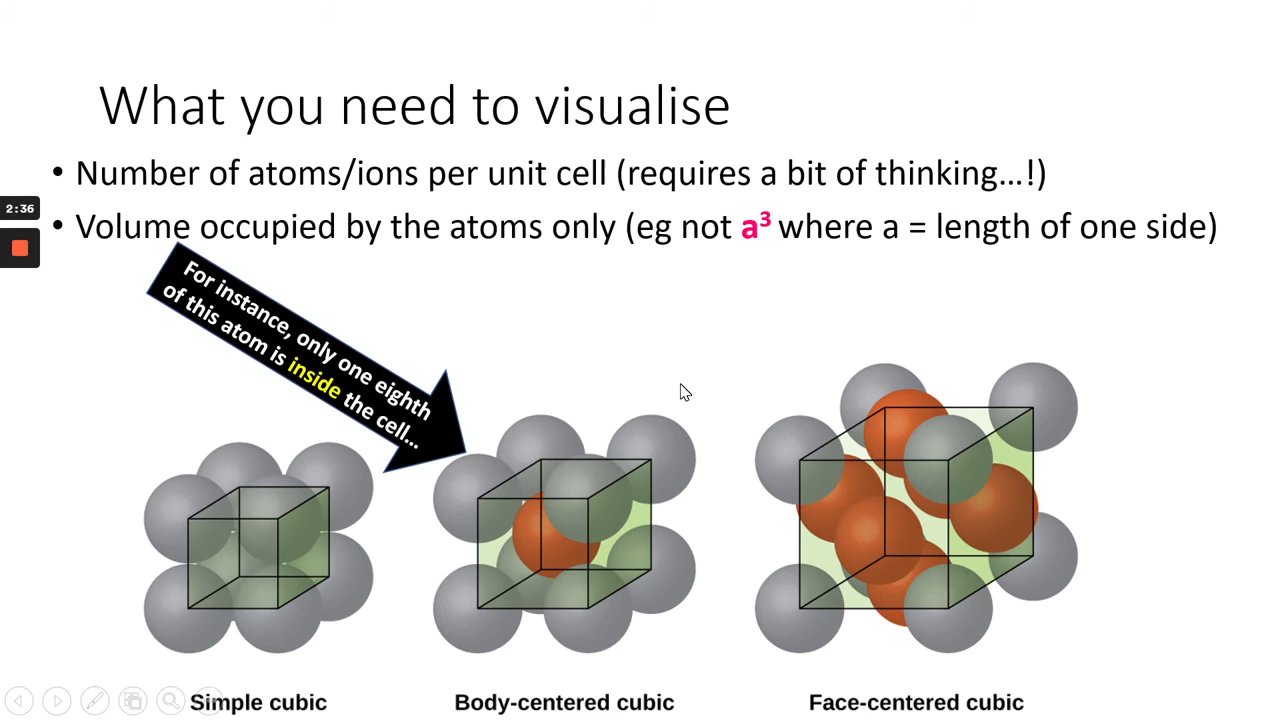 What you need to visualise
• Number of atoms/ions per unit cell (requires a bit of thinking...!)
2:36
• Volume occupied by the atoms only (eg not a³ where a = length of one side)
For instance, only one eighth
of this atom is inside the cell...
Simple cubic
Body-centered cubic
Face-centered cubic